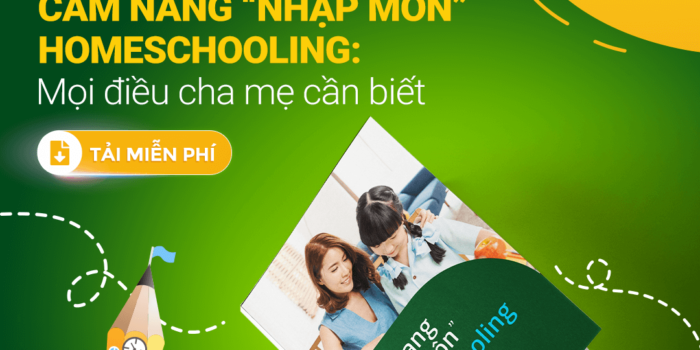 CẨM NANG “NHẬP MÔN”
HOMESCHOOLING:
Mọi điều cha mẹ cần biết
TẢI MIỄN PHÍ